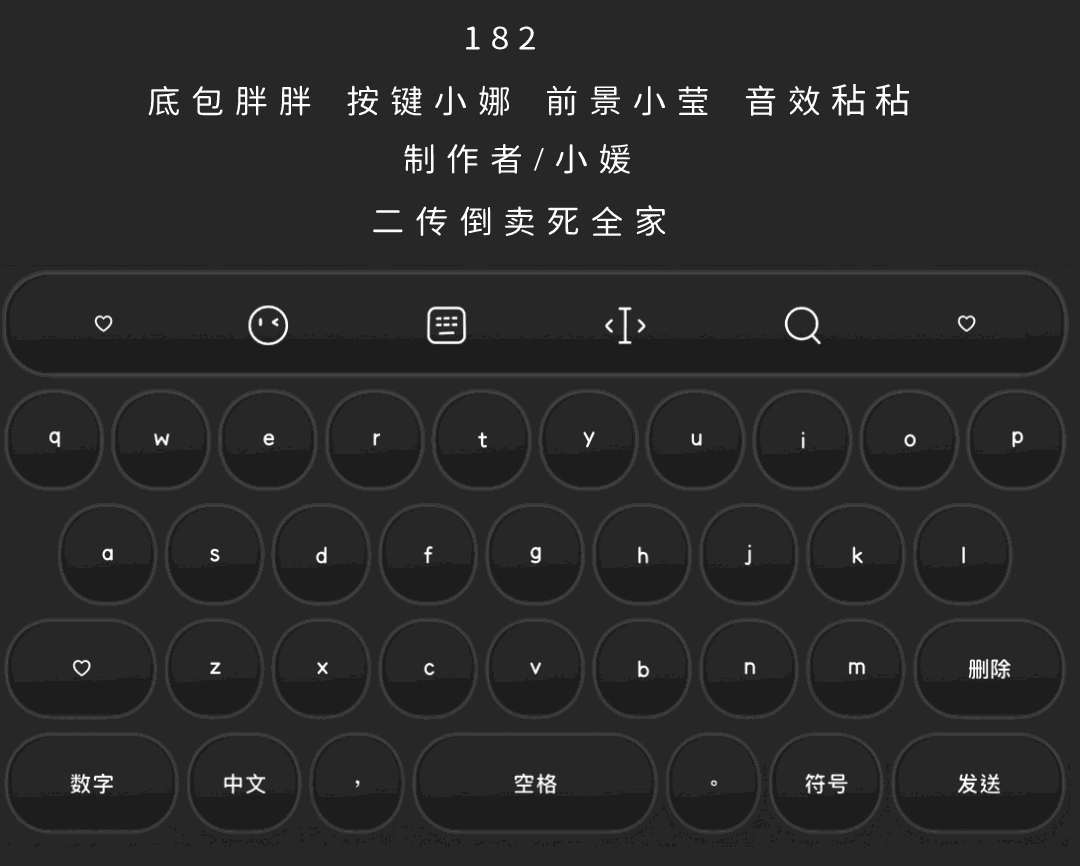 182
底包胖胖 按键小娜 前景小莹 音效秥秥
制作者/小媛
二传倒卖死全家
q w e r t y u i o p
a s d f g h j k l
z x c v b n m 删除
数字 中文 , 空格 。 符号 发送